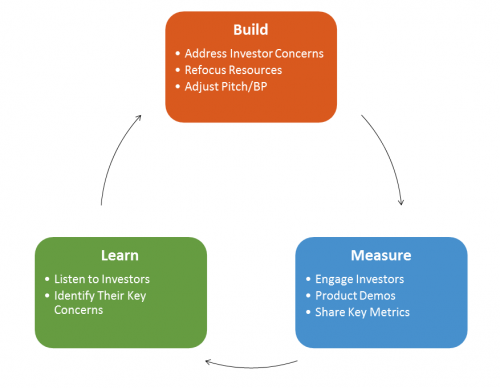 Build
• Address Investor Concerns
• Refocus Resources
• Adjust Pitch/BP
Learn
• Listen to Investors
• Identify Their Key
Concerns
Measure
• Engage Investors
• Product Demos
• Share Key Metrics